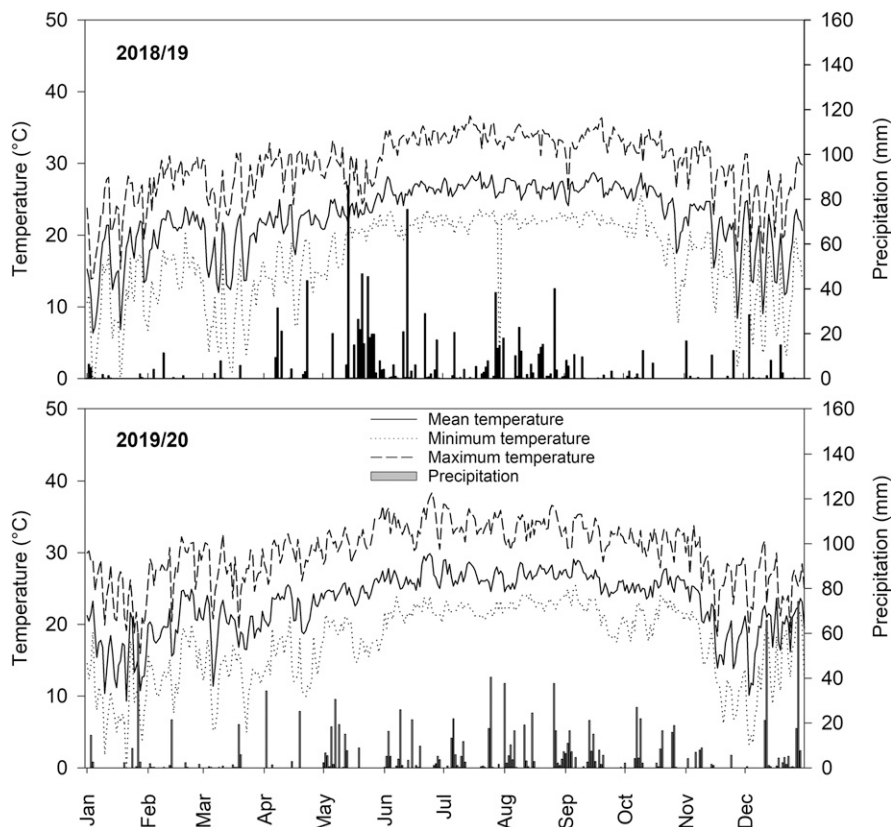 50
40
30
20
10
0
Temperature (°C)
2018/19
160
140
120
100
80
60
40
20
0
Precipitation (mm)
50
40
30
20
10
0
Temperature (°C)
2019/20
Mean temperature
Minimum temperature
Maximum temperature
Precipitation
160
140
120
100
80
60
40
20
0
Precipitation (mm)
Jan
Feb
Mar
Apr
May
Jun
Jul
Aug
Sep
Oct
Nov
Dec